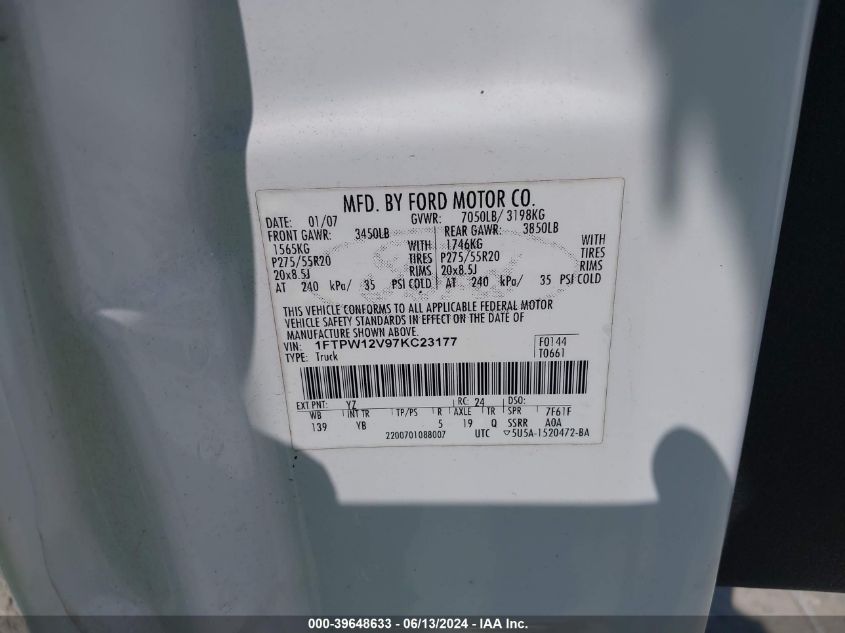 MFD. BY FORD MOTOR CO.
DATE: 01/07 GVWR: 7050LB/ 3198KG
FRONT GAWR: 3450LB REAR GAWR: 3850LB
1565KG WITH 1746KG WITH
P275/55R20 TIRES P275/55R20 TIRES
20x8.5J RIMS 20x8.5J RIMS
AT 240 kPa/ 35 PSI COLD AT 240 kPa/ 35 PSI COLD
THIS VEHICLE CONFORMS TO ALL APPLICABLE FEDERAL MOTOR
VEHICLE SAFETY STANDARDS IN EFFECT ON THE DATE OF
MANUFACTURE SHOWN ABOVE.
VIN: 1FTPW12V97KC23177 F0144
TYPE: Truck T0661
EXT PNT: YZ RC: 24 DSO:
WB INT TR TP/PS R AXLE TR SPR 7F61F
139 YB 5 19 Q SSRR A0A
2200701088007 UTC ▽5U5A-1520472-BA
000-39648633 - 06/13/2024 - IAAI.com